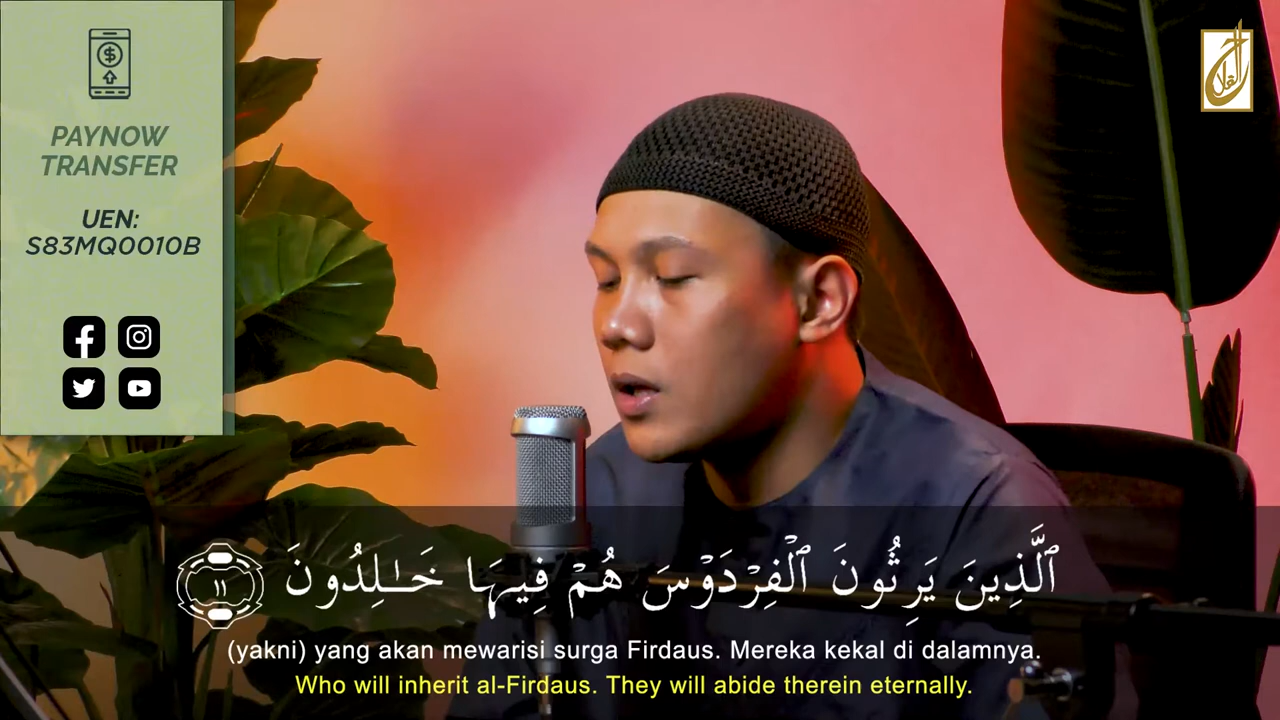 PAYNOW
TRANSFER
UEN:
S83MQ0010B
ٱلَّذِينَ يَرِثُونَ ٱلْفِرْدَوْسَ هُمْ فِيهَا خَـٰلِدُونَ ١١
(yakni) yang akan mewarisi surga Firdaus. Mereka kekal di dalamnya.
Who will inherit al-Firdaus. They will abide therein eternally.